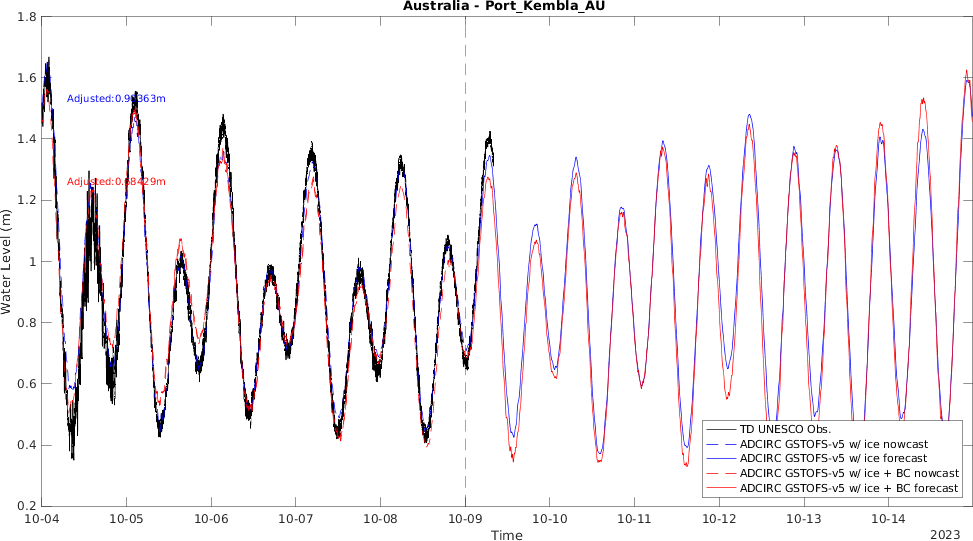 Australia - Port_Kembla_AU
1.8
1.6
1.4
1.2
1
0.8
0.6
0.4
0.2
Water Level (m)
Adjusted:0.98363m
Adjusted:0.68429m
TD UNESCO Obs.
ADCIRC GSTOFS-v5 w/ ice nowcast
ADCIRC GSTOFS-v5 w/ ice forecast
ADCIRC GSTOFS-v5 w/ ice + BC nowcast
ADCIRC GSTOFS-v5 w/ ice + BC forecast
10-04 10-05 10-06 10-07 10-08 10-09 10-10 10-11 10-12 10-13 10-14
Time
2023